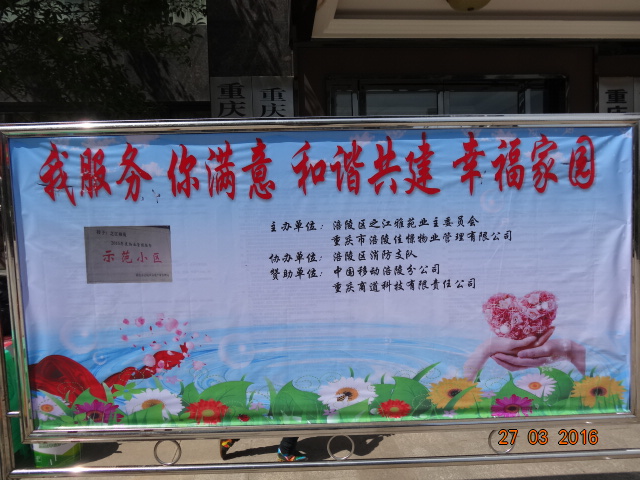 重庆
重庆
重庆
我服务 你满意 和谐共建 幸福家园
主办单位：涪陵区之江雅苑业主委员会
重庆市涪陵佳憬物业管理有限公司
协办单位：涪陵区消防支队
赞助单位：中国移动涪陵分公司
重庆商道科技有限责任公司
示范小区
27 03 2016